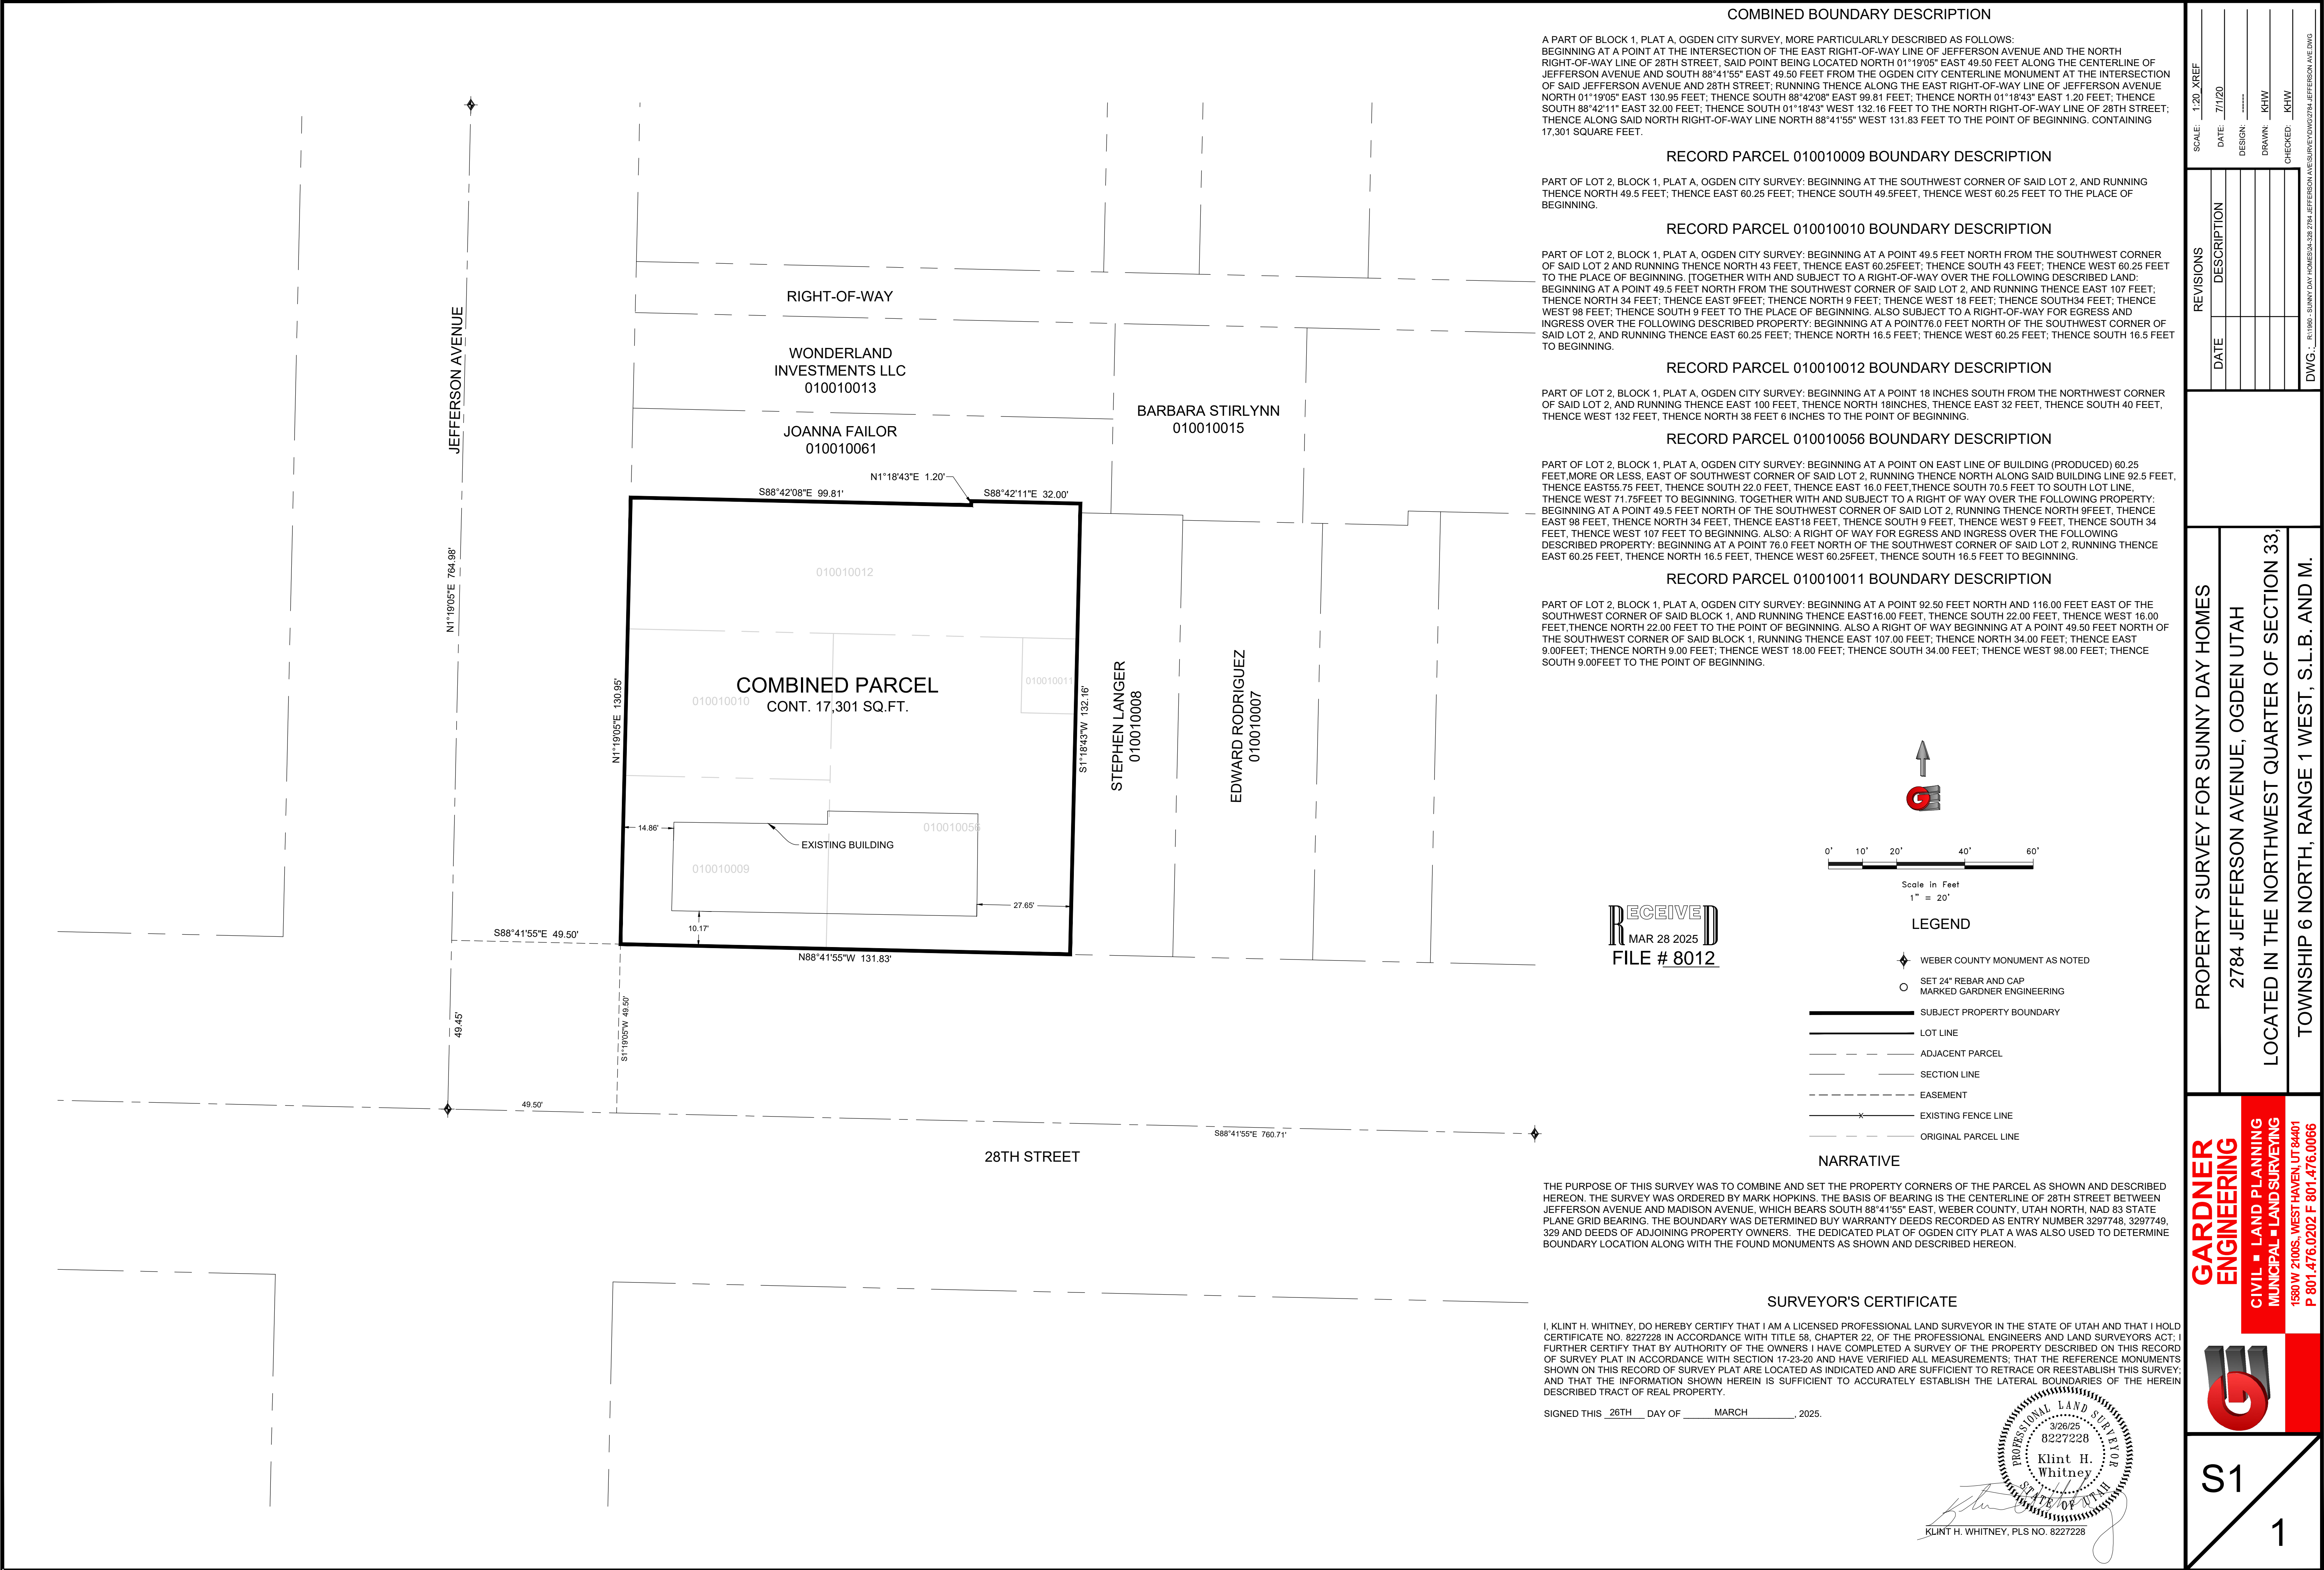 JEFFERSON AVENUE
N1°19'05"E 764.98'
49.45'
S88°41'55"E 49.50'
S1°19'05"W 49.50'
49.50'
S88°41'55"E 760.71'
28TH STREET
RIGHT-OF-WAY
WONDERLAND
INVESTMENTS LLC
010010013
JOANNA FAILOR
010010061
BARBARA STIRLYNN
010010015
N1°18'43"E 1.20'
S88°42'08"E 99.81'
S88°42'11"E 32.00'
010010012
COMBINED PARCEL
CONT. 17,301 SQ.FT.
010010010
010010011
N1°19'05"E 130.95'
S1°18'43"W 132.16'
STEPHEN LANGER
010010008
EDWARD RODRIGUEZ
010010007
14.86'
EXISTING BUILDING
010010056
010010009
27.65'
10.17'
N88°41'55"W 131.83'
COMBINED BOUNDARY DESCRIPTION
A PART OF BLOCK 1, PLAT A, OGDEN CITY SURVEY, MORE PARTICULARLY DESCRIBED AS FOLLOWS:
BEGINNING AT A POINT AT THE INTERSECTION OF THE EAST RIGHT-OF-WAY LINE OF JEFFERSON AVENUE AND THE NORTH
RIGHT-OF-WAY LINE OF 28TH STREET, SAID POINT BEING LOCATED NORTH 01°19'05" EAST 49.50 FEET ALONG THE CENTERLINE OF
JEFFERSON AVENUE AND SOUTH 88°41'55" EAST 49.50 FEET FROM THE OGDEN CITY CENTERLINE MONUMENT AT THE INTERSECTION
OF SAID JEFFERSON AVENUE AND 28TH STREET; RUNNING THENCE ALONG THE EAST RIGHT-OF-WAY LINE OF JEFFERSON AVENUE
NORTH 01°19'05" EAST 130.95 FEET; THENCE SOUTH 88°42'08" EAST 99.81 FEET; THENCE NORTH 01°18'43" EAST 1.20 FEET; THENCE
SOUTH 88°42'11" EAST 32.00 FEET; THENCE SOUTH 01°18'43" WEST 132.16 FEET TO THE NORTH RIGHT-OF-WAY LINE OF 28TH STREET;
THENCE ALONG SAID NORTH RIGHT-OF-WAY LINE NORTH 88°41'55" WEST 131.83 FEET TO THE POINT OF BEGINNING. CONTAINING
17,301 SQUARE FEET.
RECORD PARCEL 010010009 BOUNDARY DESCRIPTION
PART OF LOT 2, BLOCK 1, PLAT A, OGDEN CITY SURVEY: BEGINNING AT THE SOUTHWEST CORNER OF SAID LOT 2, AND RUNNING
THENCE NORTH 49.5 FEET; THENCE EAST 60.25 FEET; THENCE SOUTH 49.5FEET, THENCE WEST 60.25 FEET TO THE PLACE OF
BEGINNING.
RECORD PARCEL 010010010 BOUNDARY DESCRIPTION
PART OF LOT 2, BLOCK 1, PLAT A, OGDEN CITY SURVEY: BEGINNING AT A POINT 49.5 FEET NORTH FROM THE SOUTHWEST CORNER
OF SAID LOT 2 AND RUNNING THENCE NORTH 43 FEET, THENCE EAST 60.25FEET; THENCE SOUTH 43 FEET; THENCE WEST 60.25 FEET
TO THE PLACE OF BEGINNING. [TOGETHER WITH AND SUBJECT TO A RIGHT-OF-WAY OVER THE FOLLOWING DESCRIBED LAND:
BEGINNING AT A POINT 49.5 FEET NORTH FROM THE SOUTHWEST CORNER OF SAID LOT 2, AND RUNNING THENCE EAST 107 FEET;
THENCE NORTH 34 FEET; THENCE EAST 9FEET; THENCE NORTH 9 FEET; THENCE WEST 18 FEET; THENCE SOUTH34 FEET; THENCE
WEST 98 FEET; THENCE SOUTH 9 FEET TO THE PLACE OF BEGINNING. ALSO SUBJECT TO A RIGHT-OF-WAY FOR EGRESS AND
INGRESS OVER THE FOLLOWING DESCRIBED PROPERTY: BEGINNING AT A POINT76.0 FEET NORTH OF THE SOUTHWEST CORNER OF
SAID LOT 2, AND RUNNING THENCE EAST 60.25 FEET; THENCE NORTH 16.5 FEET; THENCE WEST 60.25 FEET; THENCE SOUTH 16.5 FEET
TO BEGINNING.
RECORD PARCEL 010010012 BOUNDARY DESCRIPTION
PART OF LOT 2, BLOCK 1, PLAT A, OGDEN CITY SURVEY: BEGINNING AT A POINT 18 INCHES SOUTH FROM THE NORTHWEST CORNER
OF SAID LOT 2, AND RUNNING THENCE EAST 100 FEET, THENCE NORTH 18INCHES, THENCE EAST 32 FEET, THENCE SOUTH 40 FEET,
THENCE WEST 132 FEET, THENCE NORTH 38 FEET 6 INCHES TO THE POINT OF BEGINNING.
RECORD PARCEL 010010056 BOUNDARY DESCRIPTION
PART OF LOT 2, BLOCK 1, PLAT A, OGDEN CITY SURVEY: BEGINNING AT A POINT ON EAST LINE OF BUILDING (PRODUCED) 60.25
FEET,MORE OR LESS, EAST OF SOUTHWEST CORNER OF SAID LOT 2, RUNNING THENCE NORTH ALONG SAID BUILDING LINE 92.5 FEET,
THENCE EAST55.75 FEET, THENCE SOUTH 22.0 FEET, THENCE EAST 16.0 FEET,THENCE SOUTH 70.5 FEET TO SOUTH LOT LINE,
THENCE WEST 71.75FEET TO BEGINNING. TOGETHER WITH AND SUBJECT TO A RIGHT OF WAY OVER THE FOLLOWING PROPERTY:
BEGINNING AT A POINT 49.5 FEET NORTH OF THE SOUTHWEST CORNER OF SAID LOT 2, RUNNING THENCE NORTH 9FEET, THENCE
EAST 98 FEET, THENCE NORTH 34 FEET, THENCE EAST18 FEET, THENCE SOUTH 9 FEET, THENCE WEST 9 FEET, THENCE SOUTH 34
FEET, THENCE WEST 107 FEET TO BEGINNING. ALSO: A RIGHT OF WAY FOR EGRESS AND INGRESS OVER THE FOLLOWING
DESCRIBED PROPERTY: BEGINNING AT A POINT 76.0 FEET NORTH OF THE SOUTHWEST CORNER OF SAID LOT 2, RUNNING THENCE
EAST 60.25 FEET, THENCE NORTH 16.5 FEET, THENCE WEST 60.25FEET, THENCE SOUTH 16.5 FEET TO BEGINNING.
RECORD PARCEL 010010011 BOUNDARY DESCRIPTION
PART OF LOT 2, BLOCK 1, PLAT A, OGDEN CITY SURVEY: BEGINNING AT A POINT 92.50 FEET NORTH AND 116.00 FEET EAST OF THE
SOUTHWEST CORNER OF SAID BLOCK 1, AND RUNNING THENCE EAST16.00 FEET, THENCE SOUTH 22.00 FEET, THENCE WEST 16.00
FEET,THENCE NORTH 22.00 FEET TO THE POINT OF BEGINNING. ALSO A RIGHT OF WAY BEGINNING AT A POINT 49.50 FEET NORTH OF
THE SOUTHWEST CORNER OF SAID BLOCK 1, RUNNING THENCE EAST 107.00 FEET; THENCE NORTH 34.00 FEET; THENCE EAST
9.00FEET; THENCE NORTH 9.00 FEET; THENCE WEST 18.00 FEET; THENCE SOUTH 34.00 FEET; THENCE WEST 98.00 FEET; THENCE
SOUTH 9.00FEET TO THE POINT OF BEGINNING.
0' 10' 20' 40' 60'
Scale in Feet
1" = 20'
RECEIVED
MAR 28 2025
FILE # 8012
LEGEND
WEBER COUNTY MONUMENT AS NOTED
SET 24" REBAR AND CAP
MARKED GARDNER ENGINEERING
SUBJECT PROPERTY BOUNDARY
LOT LINE
ADJACENT PARCEL
SECTION LINE
EASEMENT
EXISTING FENCE LINE
ORIGINAL PARCEL LINE
NARRATIVE
THE PURPOSE OF THIS SURVEY WAS TO COMBINE AND SET THE PROPERTY CORNERS OF THE PARCEL AS SHOWN AND DESCRIBED
HEREON. THE SURVEY WAS ORDERED BY MARK HOPKINS. THE BASIS OF BEARING IS THE CENTERLINE OF 28TH STREET BETWEEN
JEFFERSON AVENUE AND MADISON AVENUE, WHICH BEARS SOUTH 88°41'55" EAST, WEBER COUNTY, UTAH NORTH, NAD 83 STATE
PLANE GRID BEARING. THE BOUNDARY WAS DETERMINED BUY WARRANTY DEEDS RECORDED AS ENTRY NUMBER 3297748, 3297749,
329 AND DEEDS OF ADJOINING PROPERTY OWNERS. THE DEDICATED PLAT OF OGDEN CITY PLAT A WAS ALSO USED TO DETERMINE
BOUNDARY LOCATION ALONG WITH THE FOUND MONUMENTS AS SHOWN AND DESCRIBED HEREON.
SURVEYOR'S CERTIFICATE
I, KLINT H. WHITNEY, DO HEREBY CERTIFY THAT I AM A LICENSED PROFESSIONAL LAND SURVEYOR IN THE STATE OF UTAH AND THAT I HOLD
CERTIFICATE NO. 8227228 IN ACCORDANCE WITH TITLE 58, CHAPTER 22, OF THE PROFESSIONAL ENGINEERS AND LAND SURVEYORS ACT; I
FURTHER CERTIFY THAT BY AUTHORITY OF THE OWNERS I HAVE COMPLETED A SURVEY OF THE PROPERTY DESCRIBED ON THIS RECORD
OF SURVEY PLAT IN ACCORDANCE WITH SECTION 17-23-20 AND HAVE VERIFIED ALL MEASUREMENTS; THAT THE REFERENCE MONUMENTS
SHOWN ON THIS RECORD OF SURVEY PLAT ARE LOCATED AS INDICATED AND ARE SUFFICIENT TO RETRACE OR REESTABLISH THIS SURVEY;
AND THAT THE INFORMATION SHOWN HEREIN IS SUFFICIENT TO ACCURATELY ESTABLISH THE LATERAL BOUNDARIES OF THE HEREIN
DESCRIBED TRACT OF REAL PROPERTY.
SIGNED THIS 26TH DAY OF MARCH, 2025.
PROFESSIONAL LAND SURVEYOR
3/26/25
8227228
Klint H.
Whitney
STATE OF UTAH
KLINT H. WHITNEY, PLS NO. 8227228
SCALE: 1:20_XREF
DATE: 7/1/20
DESIGN: ------
DRAWN: KHW
CHECKED: KHW
DWG.: R:\1960 - SUNNY DAY HOMES\24-328 2784 JEFFERSON AVE\SURVEY\DWG\2784 JEFFERSON AVE.DWG
REVISIONS
DATE DESCRIPTION
PROPERTY SURVEY FOR SUNNY DAY HOMES
2784 JEFFERSON AVENUE, OGDEN UTAH
LOCATED IN THE NORTHWEST QUARTER OF SECTION 33,
TOWNSHIP 6 NORTH, RANGE 1 WEST, S.L.B. AND M.
GARDNER
ENGINEERING
CIVIL ▪ LAND PLANNING
MUNICIPAL ▪ LAND SURVEYING
1580 W 2100S., WEST HAVEN, UT 84401
P 801.476.0202 F 801.476.0066
S1
1